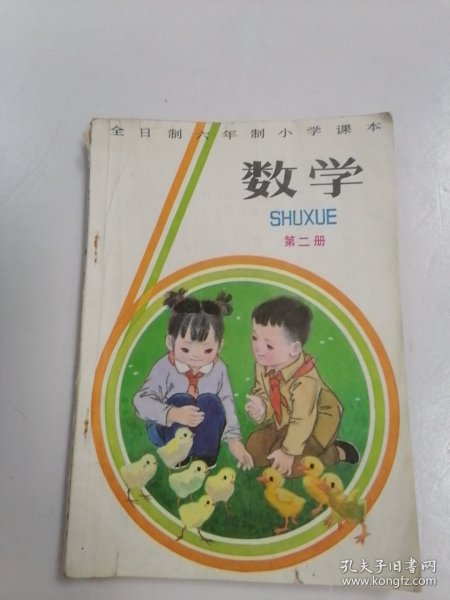 全日制六年制小学课本
数学
SHUXUE
第二册
孔夫子旧书网
www.kongfz.com